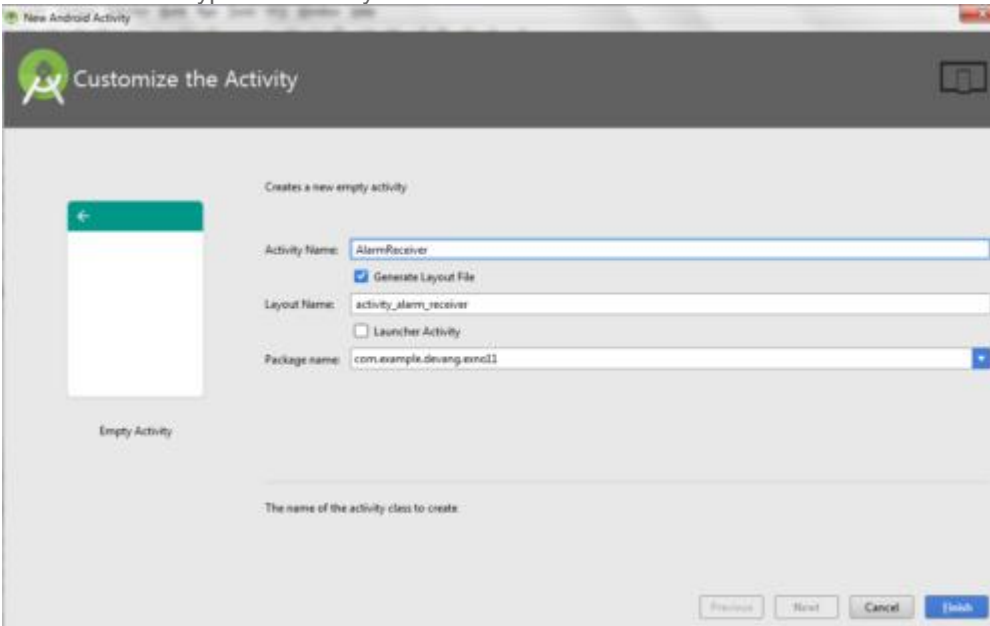 New Android Activity
Customize the Activity
Creates a new empty activity
Activity Name: AlarmReceiver
Generate Layout File
Layout Name: activity_alarm_receiver
Launcher Activity
Package name: com.example.devang.exno11
Empty Activity
The name of the activity class to create
Previous Next Cancel Finish